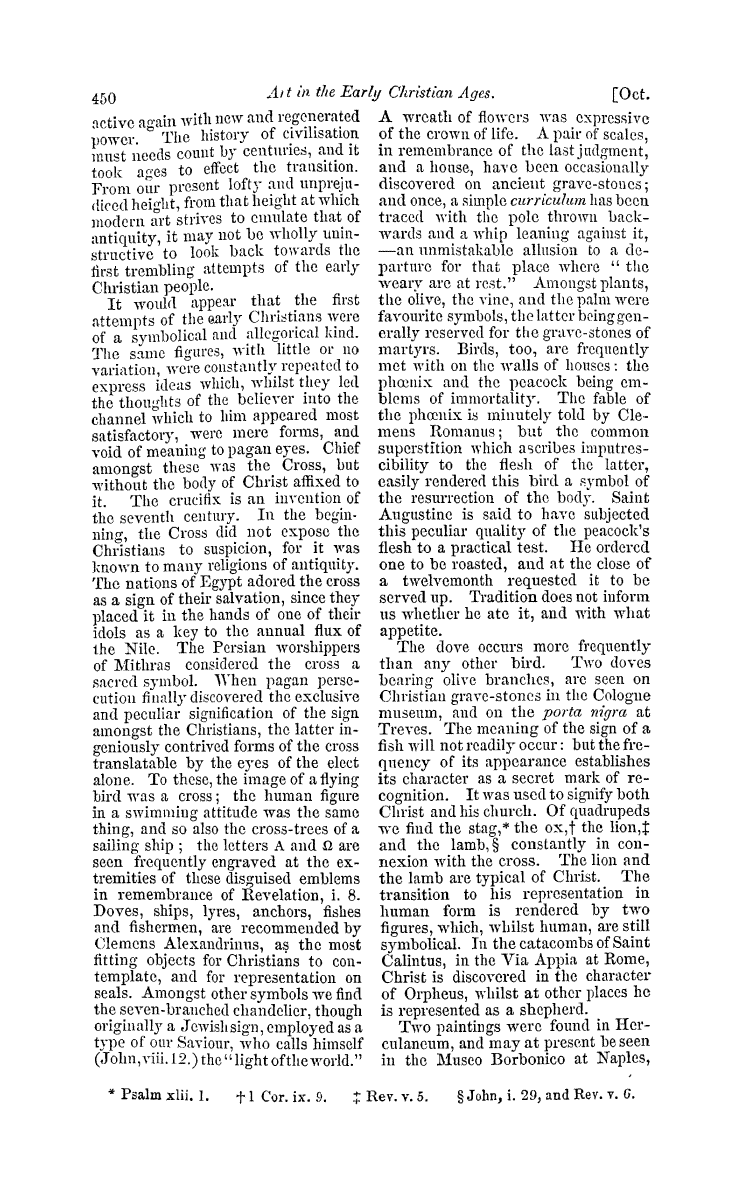 450
Art in the Early Christian Ages.
[Oct.
active again with new and regenerated
power. The history of civilisation
must needs count by centuries, and it
took ages to effect the transition.
From our present lofty and unpreju-
diced height, from that height at which
modern art strives to emulate that of
antiquity, it may not be wholly unin-
structive to look back towards the
first trembling attempts of the early
Christian people.
It would appear that the first
attempts of the early Christians were
of a symbolical and allegorical kind.
The same figures, with little or no
variation, were constantly repeated to
express ideas which, whilst they led
the thoughts of the believer into the
channel which to him appeared most
satisfactory, were mere forms, and
void of meaning to pagan eyes. Chief
amongst these was the Cross, but
without the body of Christ affixed to
it. The crucifix is an invention of
the seventh century. In the begin-
ning, the Cross did not expose the
Christians to suspicion, for it was
known to many religions of antiquity.
The nations of Egypt adored the cross
as a sign of their salvation, since they
placed it in the hands of one of their
idols as a key to the annual flux of
the Nile. The Persian worshippers
of Mithras considered the cross a
sacred symbol. When pagan perse-
cution finally discovered the exclusive
and peculiar signification of the sign
amongst the Christians, the latter in-
geniously contrived forms of the cross
translatable by the eyes of the elect
alone. To these, the image of a flying
bird was a cross; the human figure
in a swimming attitude was the same
thing, and so also the cross-trees of a
sailing ship; the letters Α and Ω are
seen frequently engraved at the ex-
tremities of these disguised emblems
in remembrance of Revelation, i. 8.
Doves, ships, lyres, anchors, fishes
and fishermen, are recommended by
Clemens Alexandrinus, as the most
fitting objects for Christians to con-
template, and for representation on
seals. Amongst other symbols we find
the seven-branched chandelier, though
originally a Jewish sign, employed as a
type of our Saviour, who calls himself
(John, viii. 12.) the "light of the world."
A wreath of flowers was expressive
of the crown of life. A pair of scales,
in remembrance of the last judgment,
and a house, have been occasionally
discovered on ancient grave-stones;
and once, a simple curriculum has been
traced with the pole thrown back-
wards and a whip leaning against it,
—an unmistakable allusion to a de-
parture for that place where "the
weary are at rest." Amongst plants,
the olive, the vine, and the palm were
favourite symbols, the latter being gen-
erally reserved for the grave-stones of
martyrs. Birds, too, are frequently
met with on the walls of houses: the
phœnix and the peacock being em-
blems of immortality. The fable of
the phœnix is minutely told by Cle-
mens Romanus; but the common
superstition which ascribes imputres-
cibility to the flesh of the latter,
easily rendered this bird a symbol of
the resurrection of the body. Saint
Augustine is said to have subjected
this peculiar quality of the peacock's
flesh to a practical test. He ordered
one to be roasted, and at the close of
a twelvemonth requested it to be
served up. Tradition does not inform
us whether he ate it, and with what
appetite.
The dove occurs more frequently
than any other bird. Two doves
bearing olive branches, are seen on
Christian grave-stones in the Cologne
museum, and on the porta nigra at
Treves. The meaning of the sign of a
fish will not readily occur: but the fre-
quency of its appearance establishes
its character as a secret mark of re-
cognition. It was used to signify both
Christ and his church. Of quadrupeds
we find the stag,* the ox,† the lion,‡
and the lamb,§ constantly in con-
nexion with the cross. The lion and
the lamb are typical of Christ. The
transition to his representation in
human form is rendered by two
figures, which, whilst human, are still
symbolical. In the catacombs of Saint
Calintus, in the Via Appia at Rome,
Christ is discovered in the character
of Orpheus, whilst at other places he
is represented as a shepherd.
Two paintings were found in Her-
culaneum, and may at present be seen
in the Museo Borbonico at Naples,
* Psalm xlii. 1. † 1 Cor. ix. 9. ‡ Rev. v. 5. § John, i. 29, and Rev. v. 6.